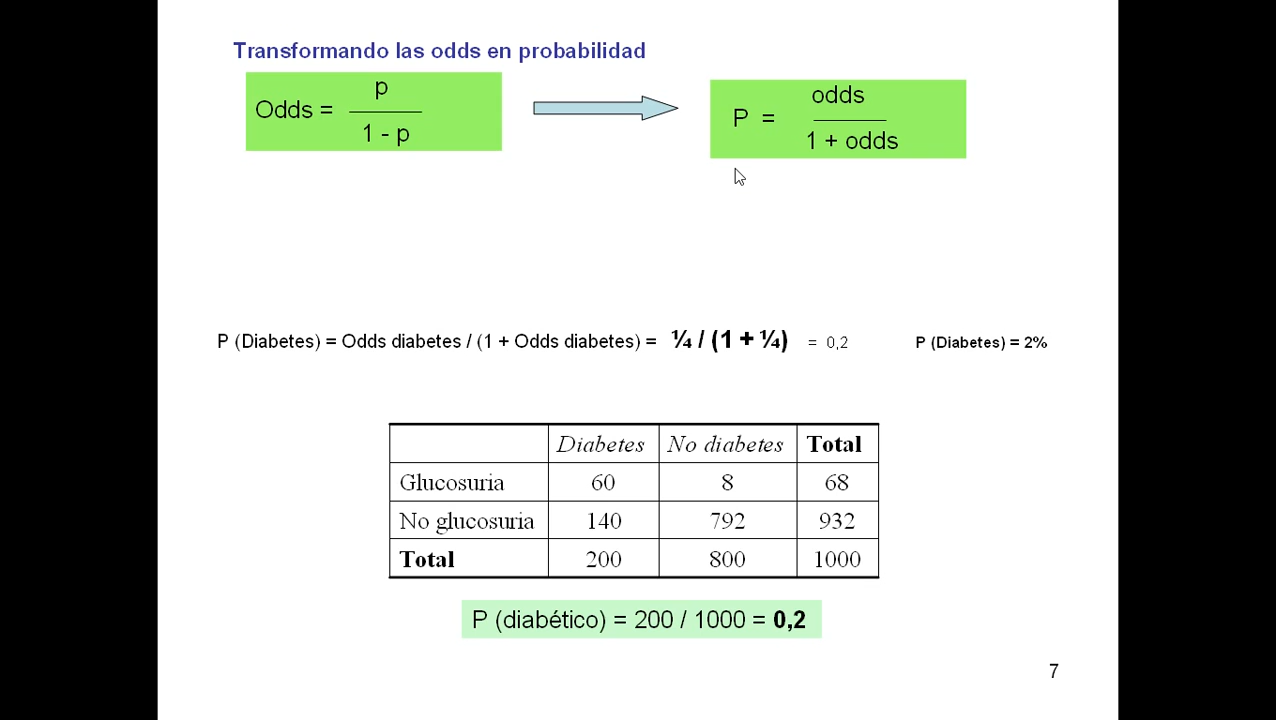 Transformando las odds en probabilidad
Odds = p / 1 - p
P = odds / 1 + odds
P (Diabetes) = Odds diabetes / (1 + Odds diabetes) = ¼ / (1 + ¼) = 0,2 P (Diabetes) = 2%
Diabetes No diabetes Total
Glucosuria 60 8 68
No glucosuria 140 792 932
Total 200 800 1000
P (diabético) = 200 / 1000 = 0,2
7